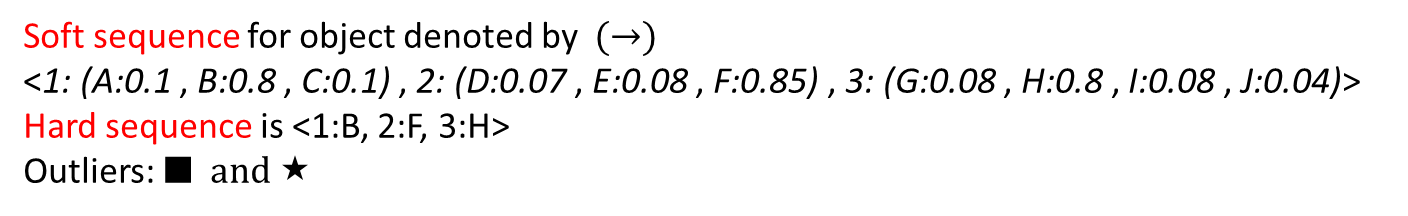 Soft sequence for object denoted by (→)
<1: (A:0.1 , B:0.8 , C:0.1) , 2: (D:0.07 , E:0.08 , F:0.85) , 3: (G:0.08 , H:0.8 , I:0.08 , J:0.04)>
Hard sequence is <1:B, 2:F, 3:H>
Outliers: ■ and ★